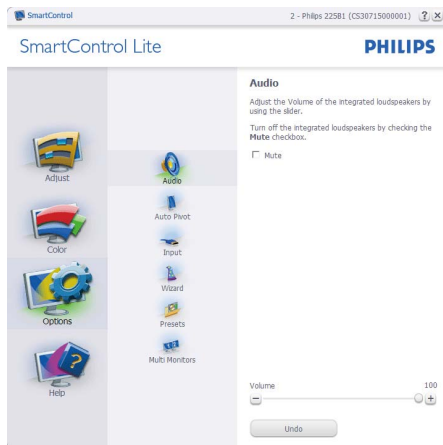 SmartControl
2 - Philips 225B1 (CS30715000001)
SmartControl Lite
PHILIPS
Adjust
Color
Options
Help
Audio
Auto Pivot
Input
Wizard
Presets
Multi Monitors
Audio
Adjust the Volume of the integrated loudspeakers by
using the slider.
Turn off the integrated loudspeakers by checking the
Mute checkbox.
Mute
Volume 100
Undo